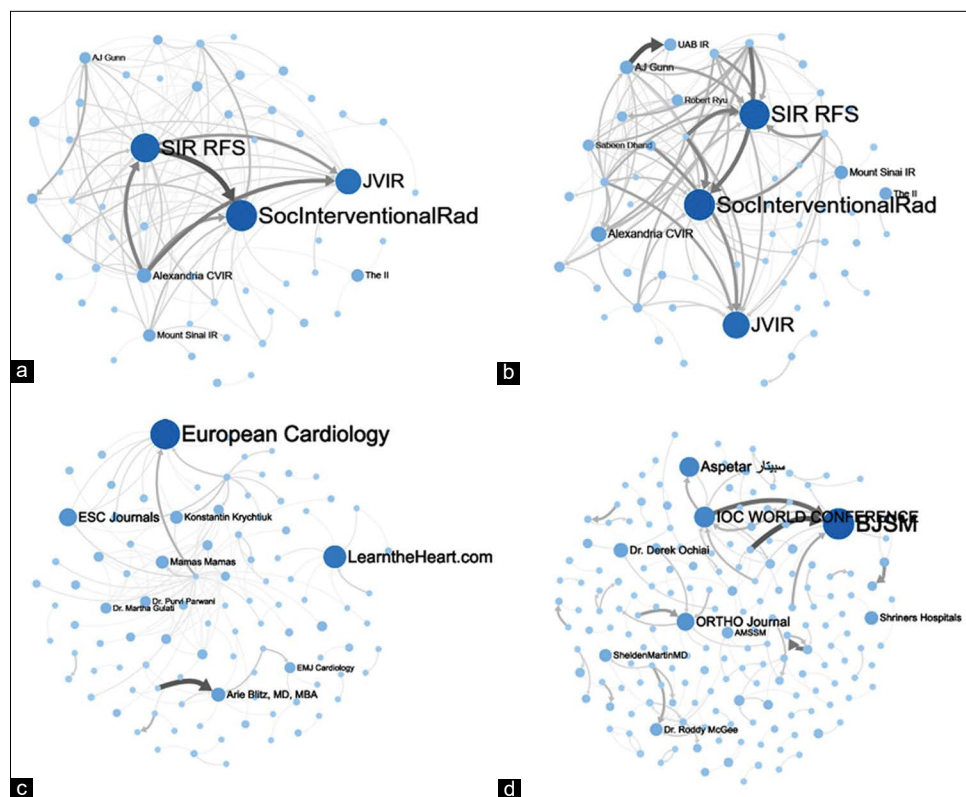 AJ Gunn
SIR RFS
JVIR
SocInterventionalRad
Alexandria CVIR
The II
Mount Sinai IR
a
UAB IR
AJ Gunn
Robert Ryu
SIR RFS
Sabeen Dhand
Mount Sinai IR
The II
SocInterventionalRad
Alexandria CVIR
JVIR
b
European Cardiology
ESC Journals
Konstantin Krychtiuk
LearntheHeart.com
Mamas Mamas
Dr. Purvi Parwani
Dr. Martha Gulati
EMJ Cardiology
Arie Blitz, MD, MBA
c
Aspetar سبيتار
IOC WORLD CONFERENCE
BJSM
Dr. Derek Ochiai
ORTHO Journal
Shriners Hospitals
AMSSM
SheldenMartinMD
Dr. Roddy McGee
d